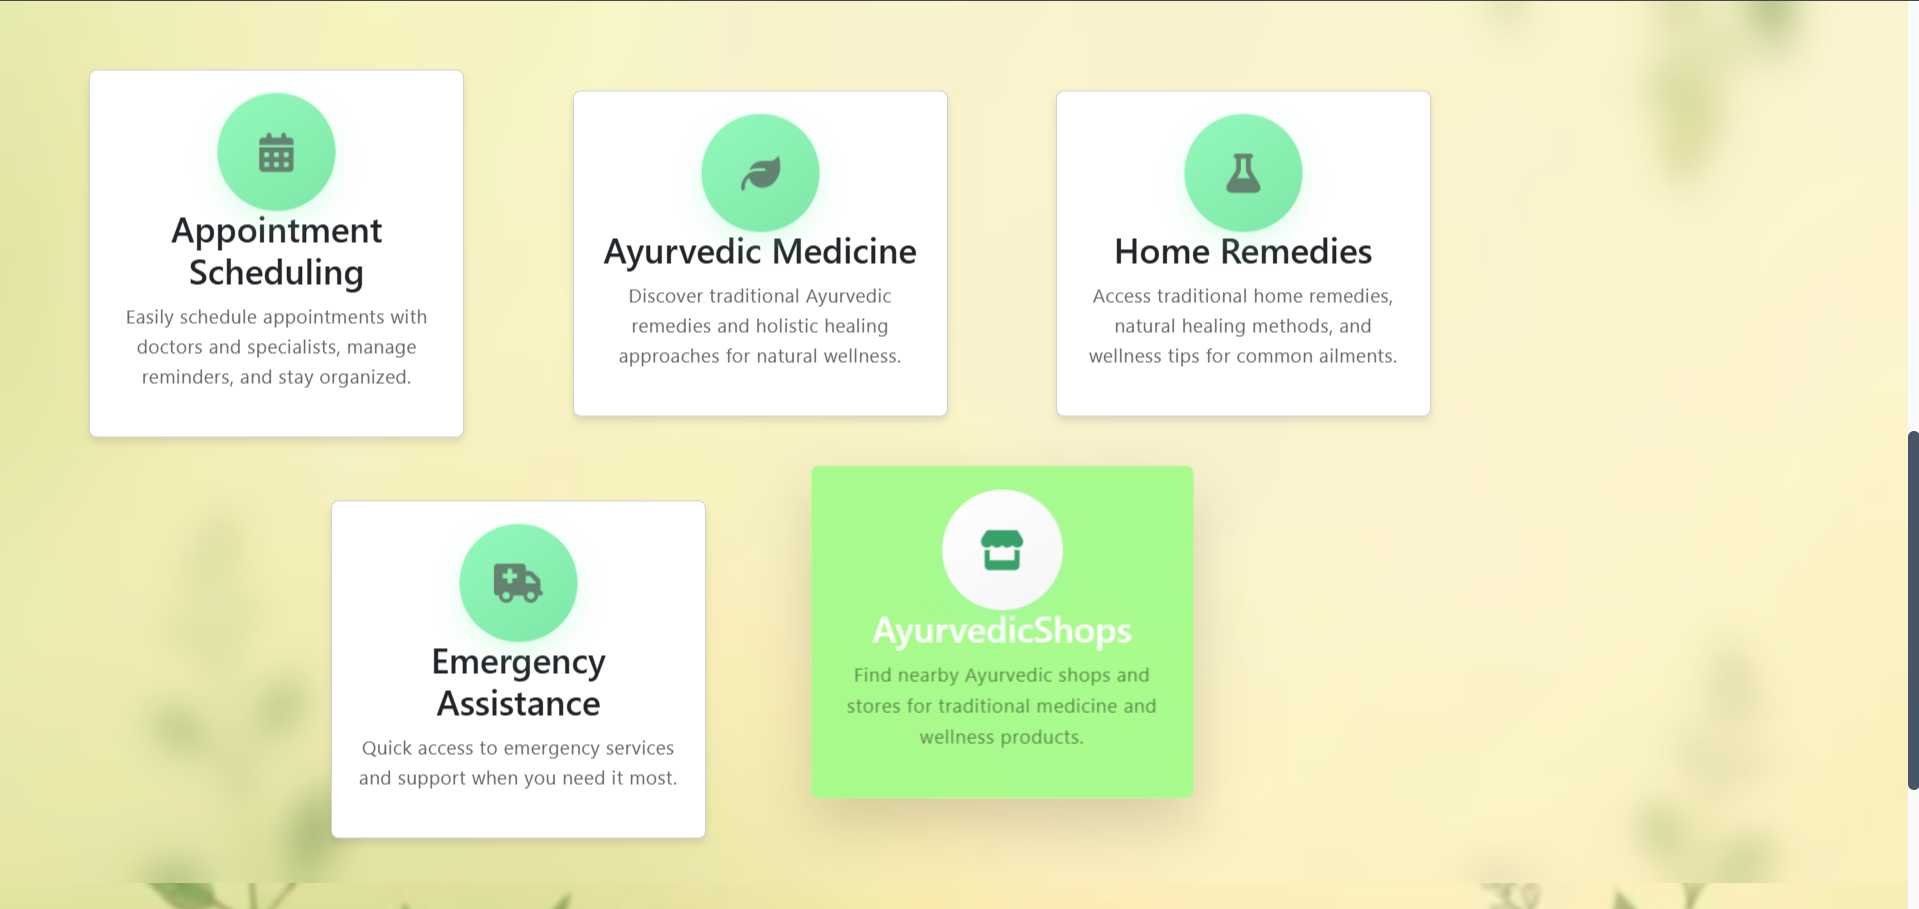 Appointment
Scheduling
Easily schedule appointments with
doctors and specialists, manage
reminders, and stay organized.
Ayurvedic Medicine
Discover traditional Ayurvedic
remedies and holistic healing
approaches for natural wellness.
Home Remedies
Access traditional home remedies,
natural healing methods, and
wellness tips for common ailments.
Emergency
Assistance
Quick access to emergency services
and support when you need it most.
AyurvedicShops
Find nearby Ayurvedic shops and
stores for traditional medicine and
wellness products.